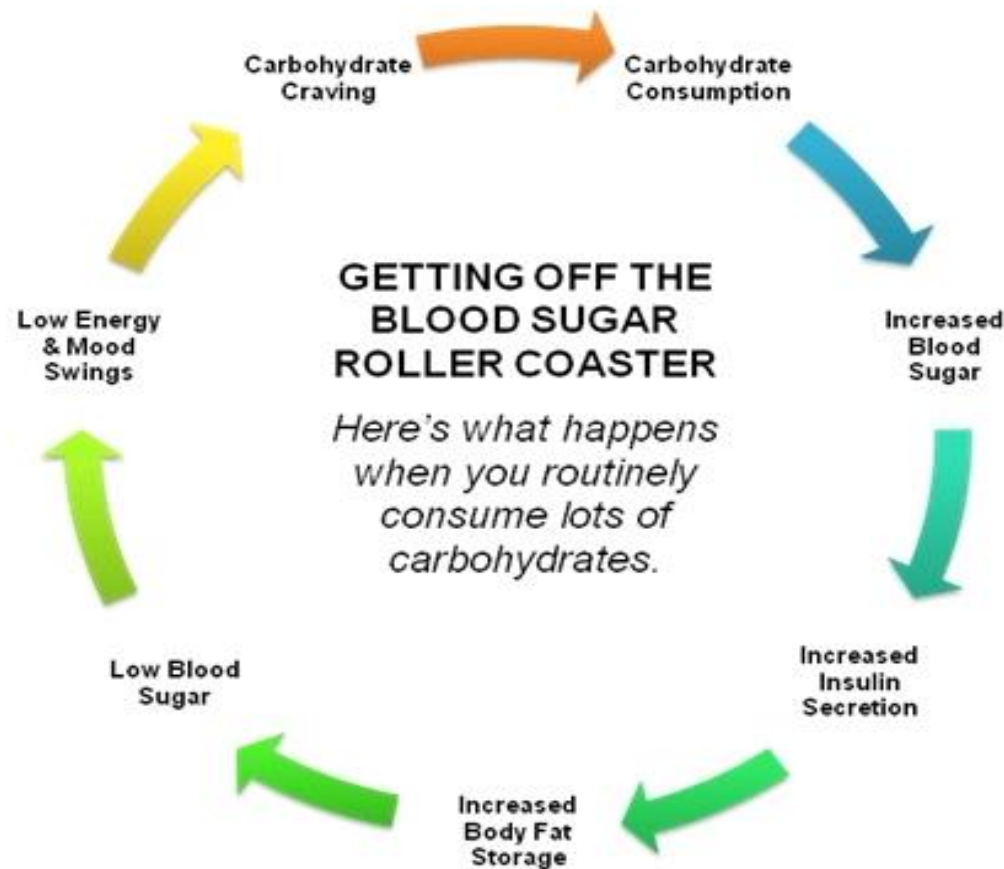 Carbohydrate
Craving
Carbohydrate
Consumption
Increased
Blood
Sugar
Increased
Insulin
Secretion
Increased
Body Fat
Storage
Low Blood
Sugar
Low Energy
& Mood
Swings
GETTING OFF THE
BLOOD SUGAR
ROLLER COASTER
Here's what happens
when you routinely
consume lots of
carbohydrates.